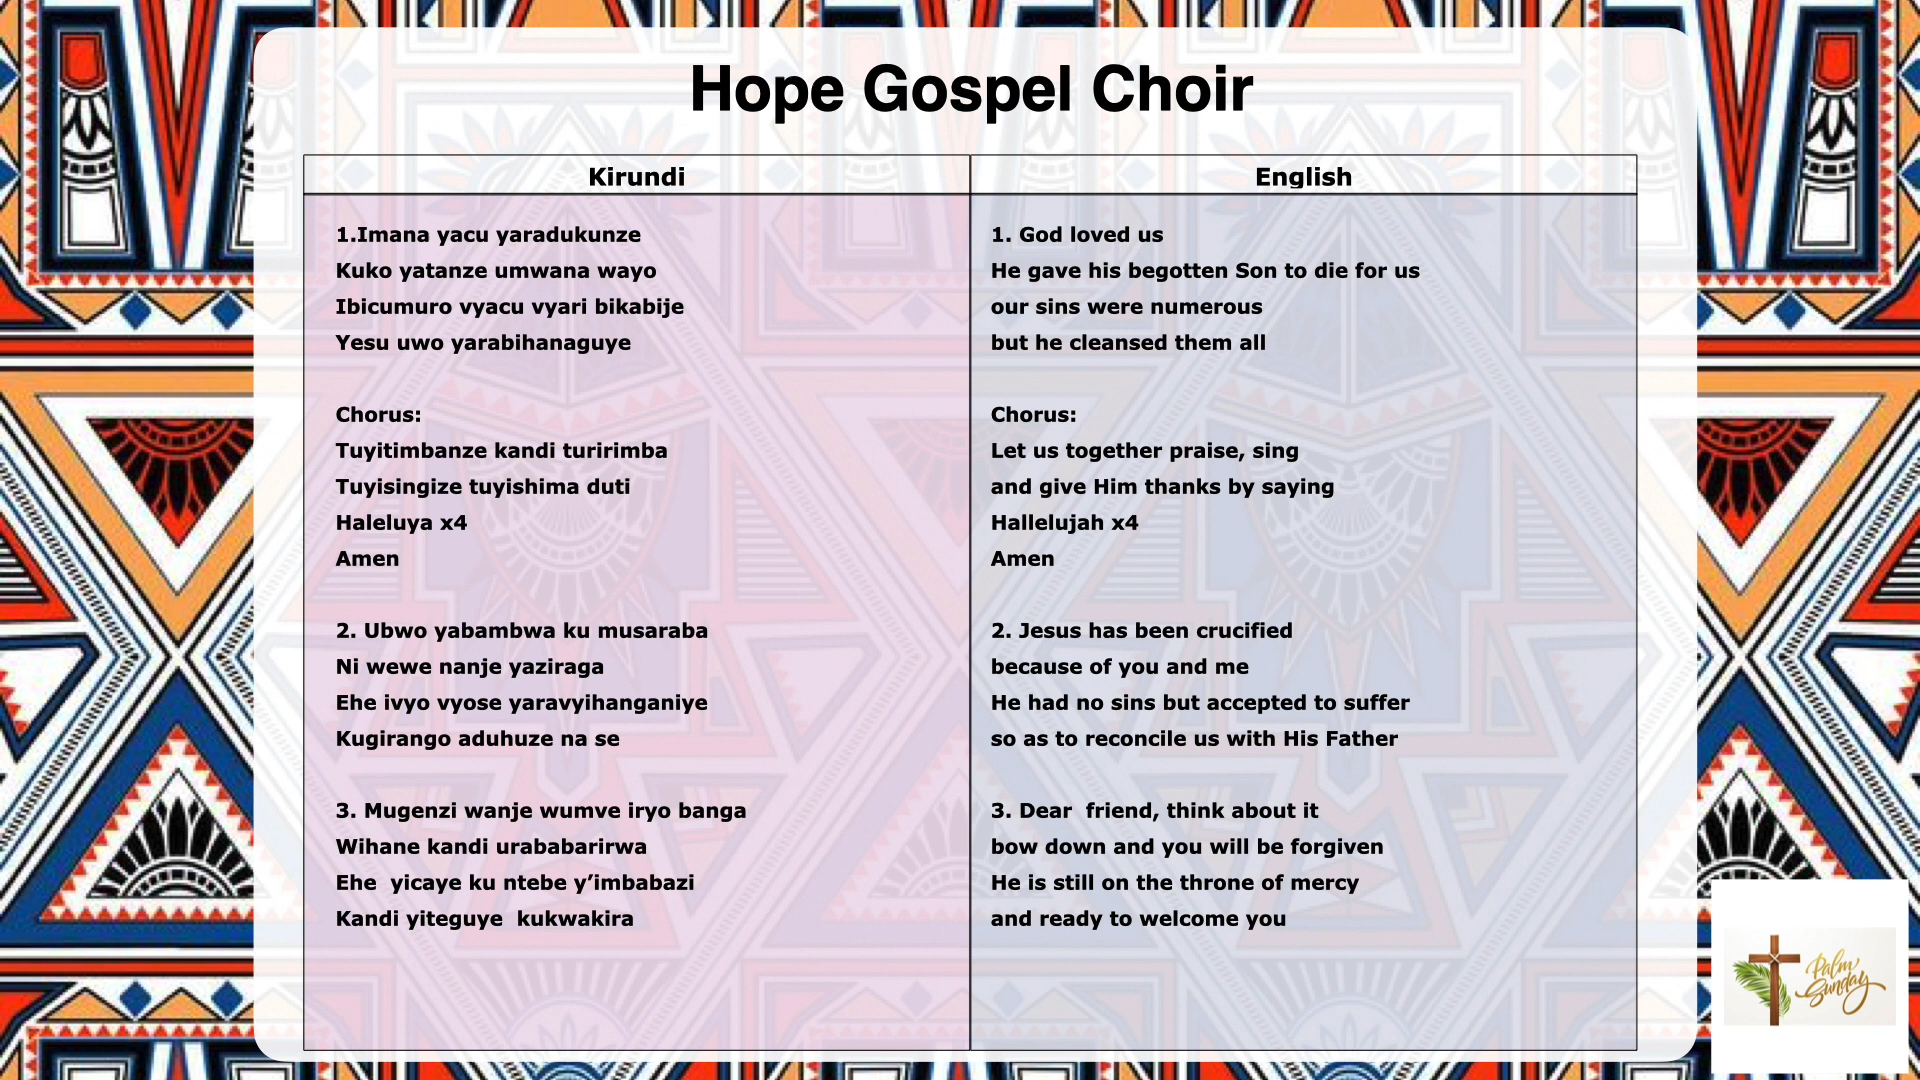 Hope Gospel Choir
Kirundi
1.Imana yacu yaradukunze
Kuko yatanze umwana wayo
Ibicumuro vyacu vyari bikabije
Yesu uwo yarabihanaguye
Chorus:
Tuyitimbanze kandi turirimba
Tuyisingize tuyishima duti
Haleluya x4
Amen
2. Ubwo yabambwa ku musaraba
Ni wewe nanje yaziraga
Ehe ivyo vyose yaravyihanganiye
Kugirango aduhuze na se
3. Mugenzi wanje wumve iryo banga
Wihane kandi urababarirwa
Ehe  yicaye ku ntebe y’imbabazi
Kandi yiteguye  kukwakira
English
1. God loved us
He gave his begotten Son to die for us
our sins were numerous
but he cleansed them all
Chorus:
Let us together praise, sing
and give Him thanks by saying
Hallelujah x4
Amen
2. Jesus has been crucified
because of you and me
He had no sins but accepted to suffer
so as to reconcile us with His Father
3. Dear  friend, think about it
bow down and you will be forgiven
He is still on the throne of mercy
and ready to welcome you
Palm
Sunday